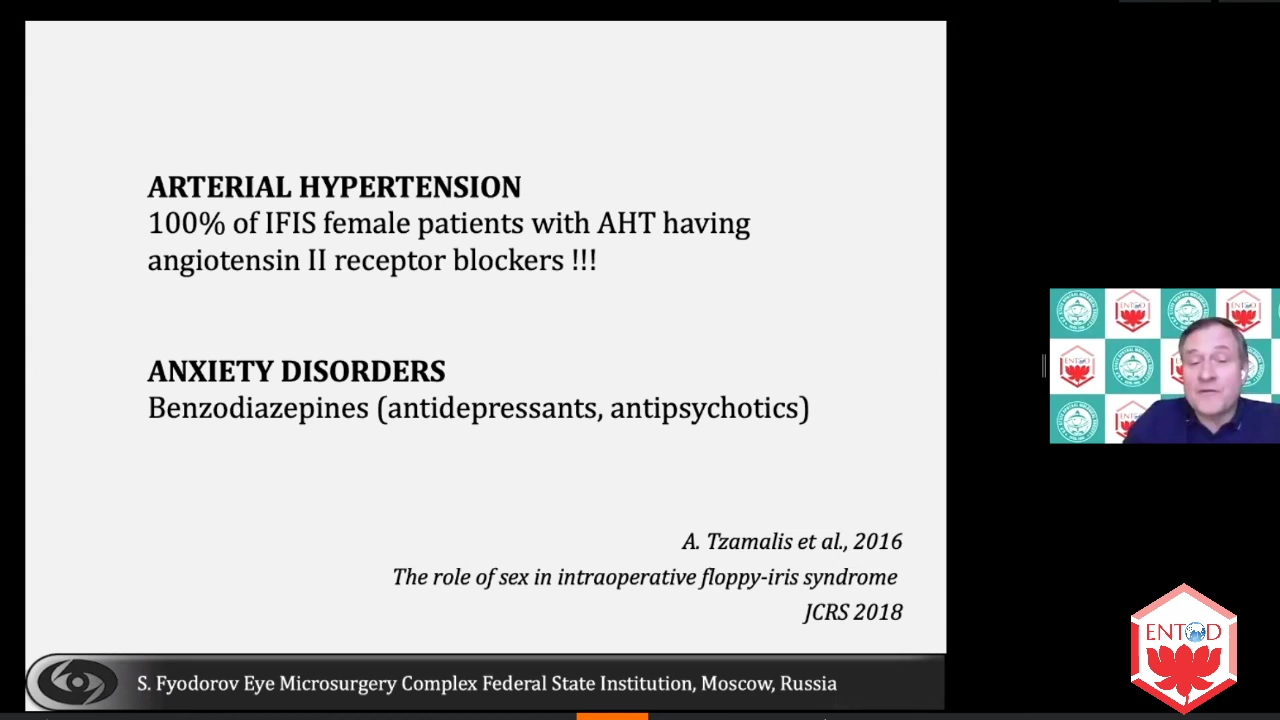 ARTERIAL HYPERTENSION
100% of IFIS female patients with AHT having
angiotensin II receptor blockers !!!
ANXIETY DISORDERS
Benzodiazepines (antidepressants, antipsychotics)
A. Tzamalis et al., 2016
The role of sex in intraoperative floppy-iris syndrome
JCRS 2018
S. Fyodorov Eye Microsurgery Complex Federal State Institution, Moscow, Russia
ENTOD
ENTOD
ENTOD